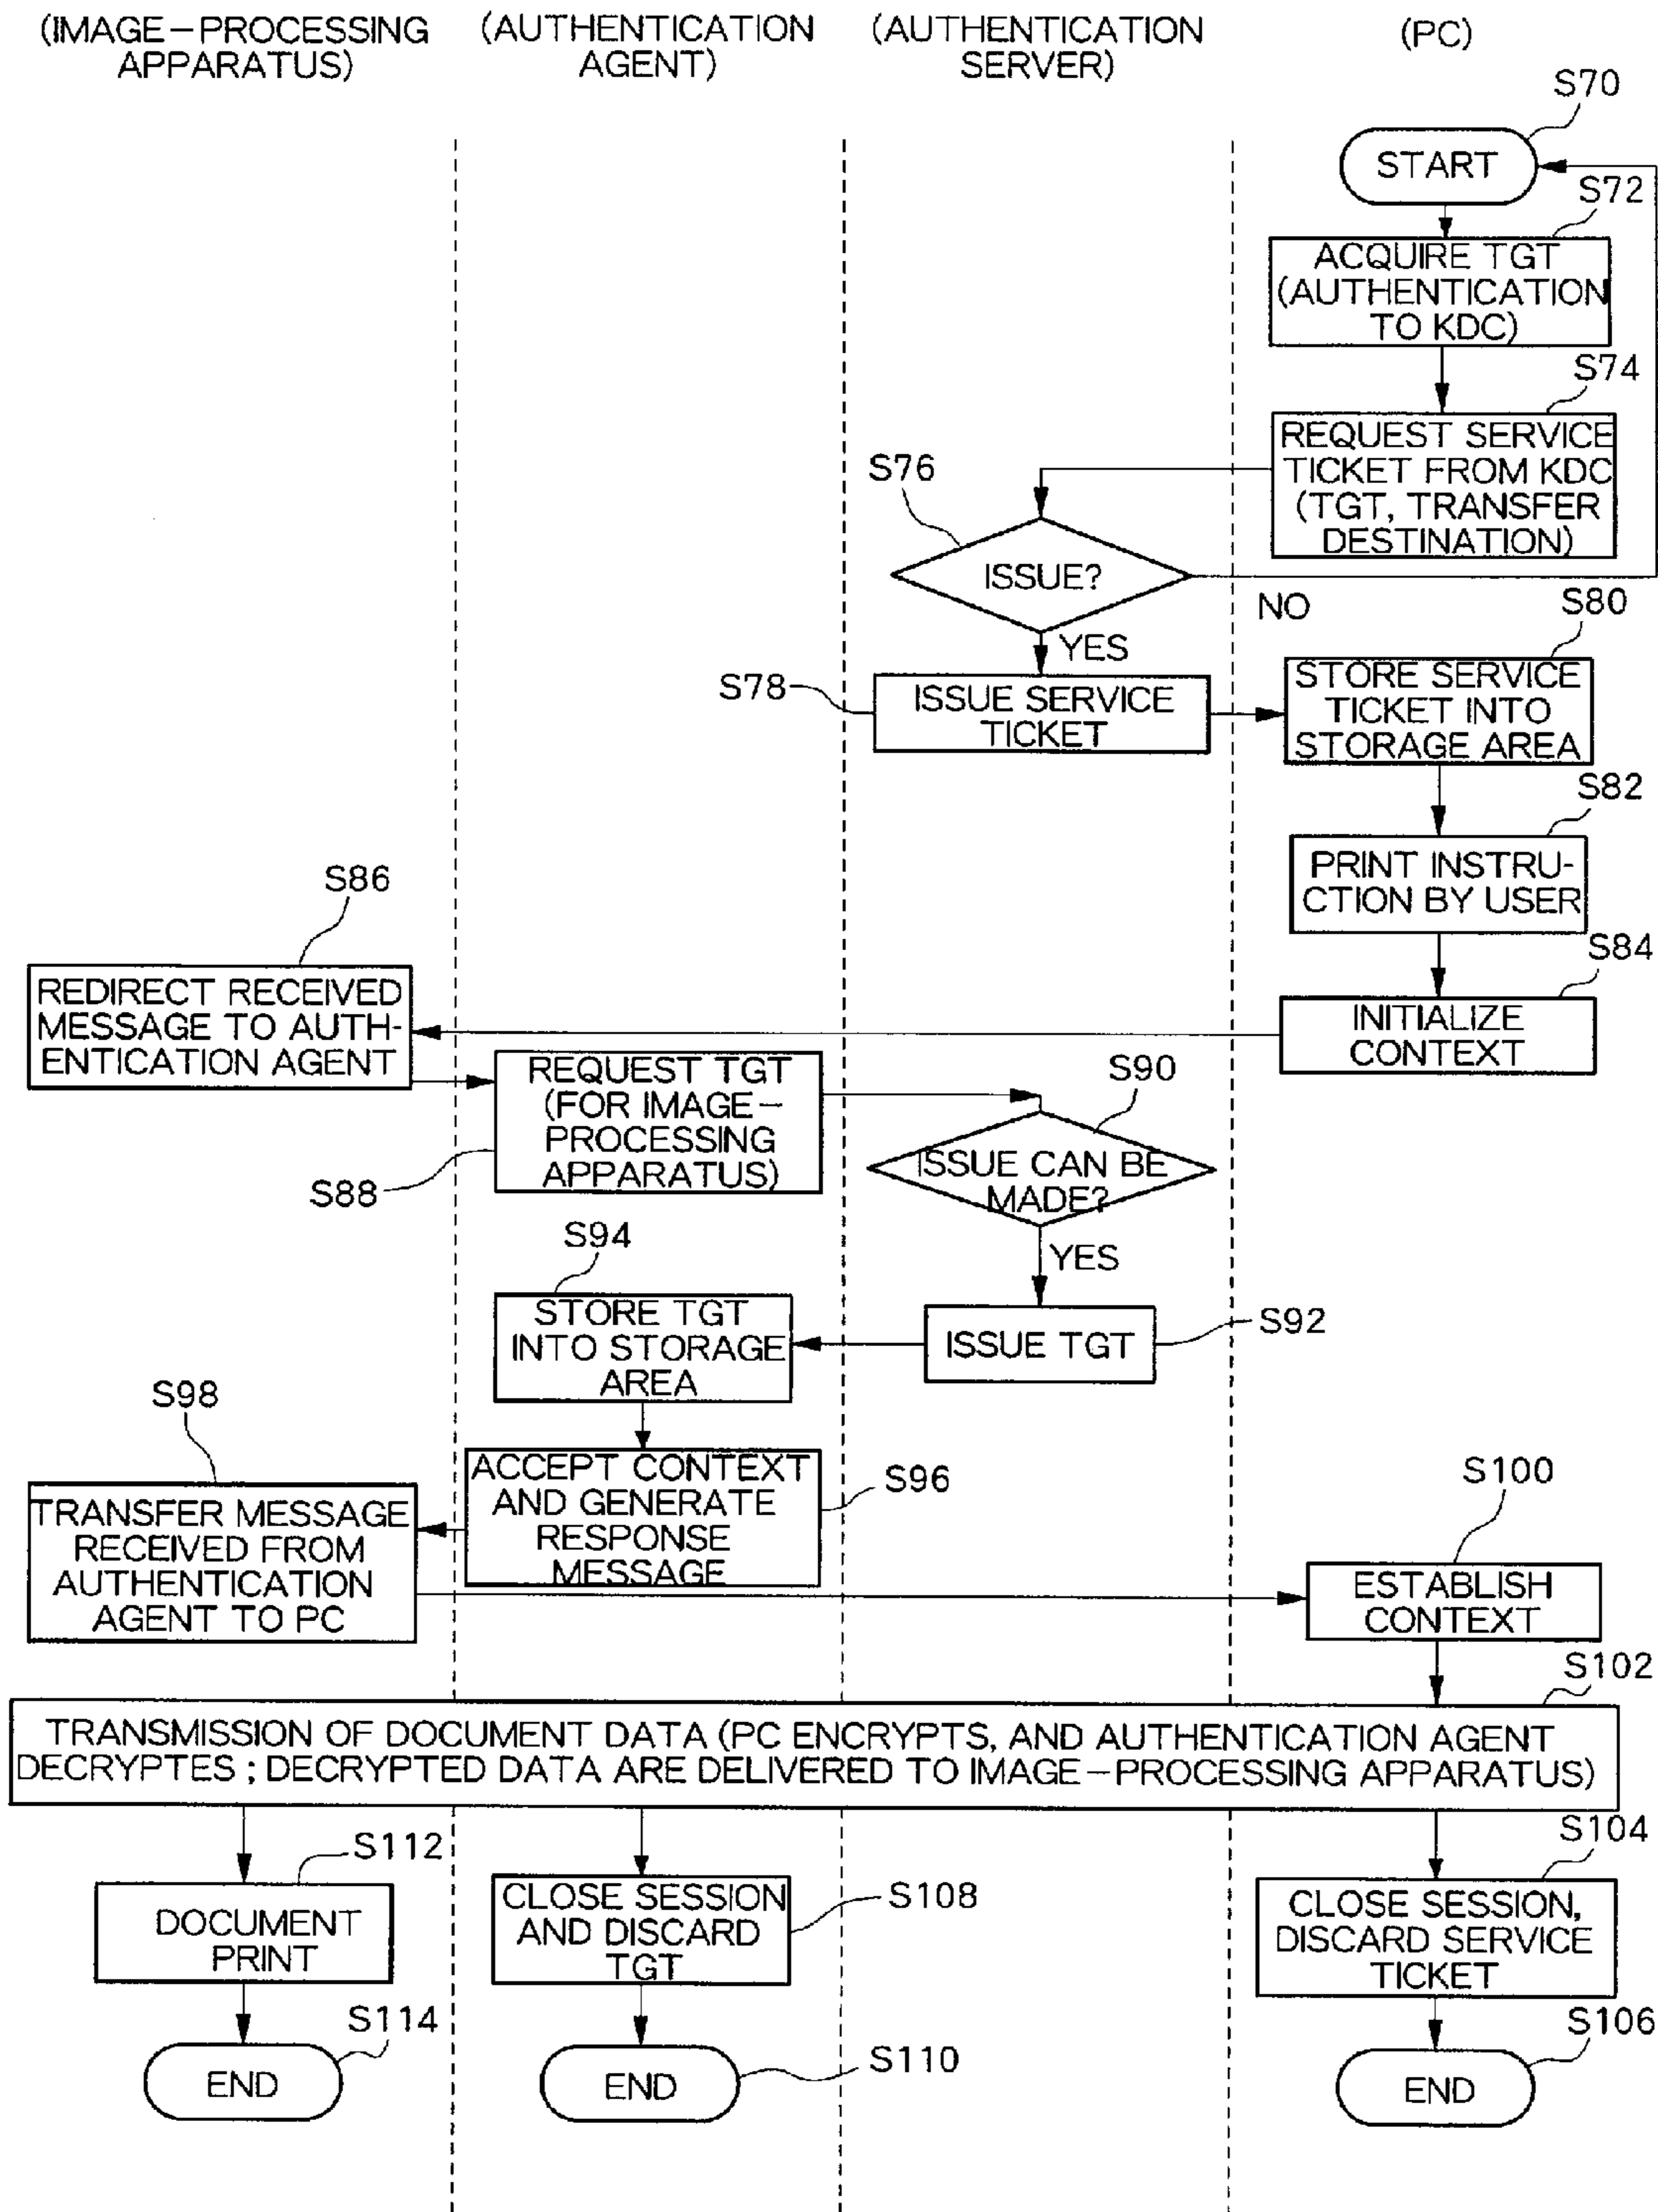 (IMAGE-PROCESSING
APPARATUS)
(AUTHENTICATION
AGENT)
(AUTHENTICATION
SERVER)
(PC)
S70
START
S72
ACQUIRE TGT
(AUTHENTICATION
TO KDC)
S74
REQUEST SERVICE
TICKET FROM KDC
(TGT, TRANSFER
DESTINATION)
S76
ISSUE?
NO
YES
S78
ISSUE SERVICE
TICKET
S80
STORE SERVICE
TICKET INTO
STORAGE AREA
S82
PRINT INSTRU-
CTION BY USER
S84
INITIALIZE
CONTEXT
S86
REDIRECT RECEIVED
MESSAGE TO AUTH-
ENTICATION AGENT
S88
REQUEST TGT
(FOR IMAGE-
PROCESSING
APPARATUS)
S90
ISSUE CAN BE
MADE?
YES
S92
ISSUE TGT
S94
STORE TGT
INTO STORAGE
AREA
S96
ACCEPT CONTEXT
AND GENERATE
RESPONSE
MESSAGE
S98
TRANSFER MESSAGE
RECEIVED FROM
AUTHENTICATION
AGENT TO PC
S100
ESTABLISH
CONTEXT
S102
TRANSMISSION OF DOCUMENT DATA (PC ENCRYPTS, AND AUTHENTICATION AGENT
DECRYPTES ; DECRYPTED DATA ARE DELIVERED TO IMAGE-PROCESSING APPARATUS)
S112
DOCUMENT
PRINT
S114
END
S108
CLOSE SESSION
AND DISCARD
TGT
S110
END
S104
CLOSE SESSION,
DISCARD SERVICE
TICKET
S106
END